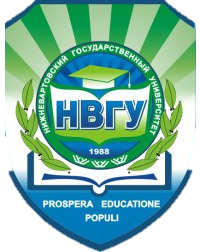 НИЖНЕВАРТОВСКИЙ ГОСУДАРСТВЕННЫЙ УНИВЕРСИТЕТ
НВГУ
1988
PROSPERA EDUCATIONE
POPULI